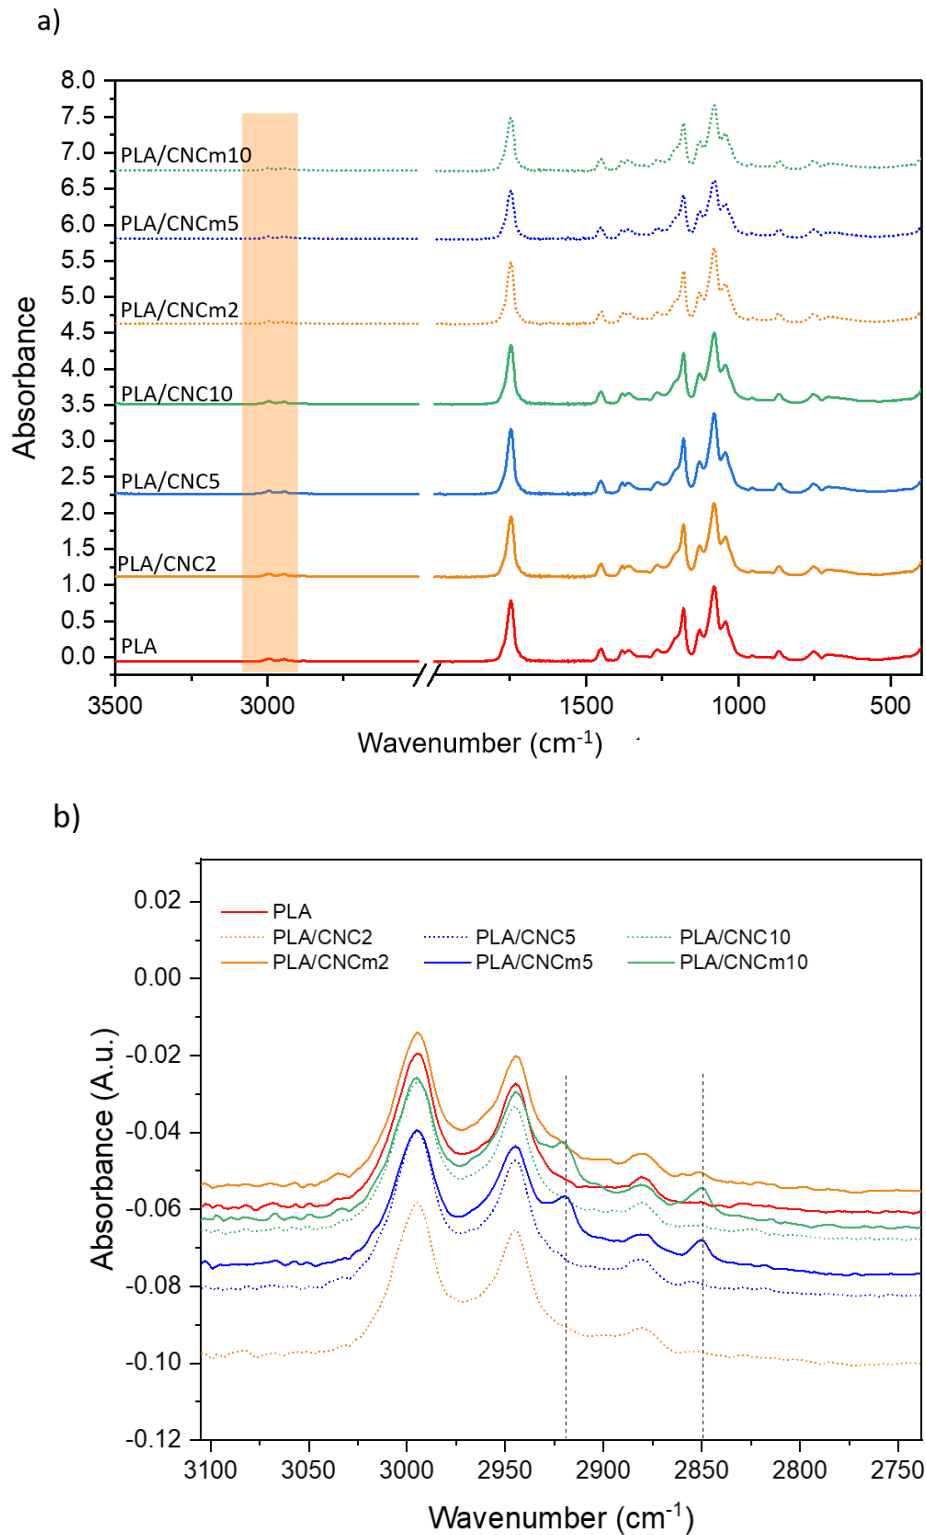 a)
8.0
7.5
PLA/CNCm10
7.0
6.5
PLA/CNCm5
6.0
5.5
PLA/CNCm2
5.0
4.5
4.0
PLA/CNC10
3.5
3.0
PLA/CNC5
2.5
2.0
1.5
PLA/CNC2
1.0
0.5
PLA
0.0
Absorbance
3500 3000 1500 1000 500
Wavenumber (cm-1)
b)
0.02
PLA
PLA/CNC2 PLA/CNC5 PLA/CNC10
PLA/CNCm2 PLA/CNCm5 PLA/CNCm10
0.00
-0.02
-0.04
-0.06
-0.08
-0.10
-0.12
Absorbance (A.u.)
3100 3050 3000 2950 2900 2850 2800 2750
Wavenumber (cm-1)